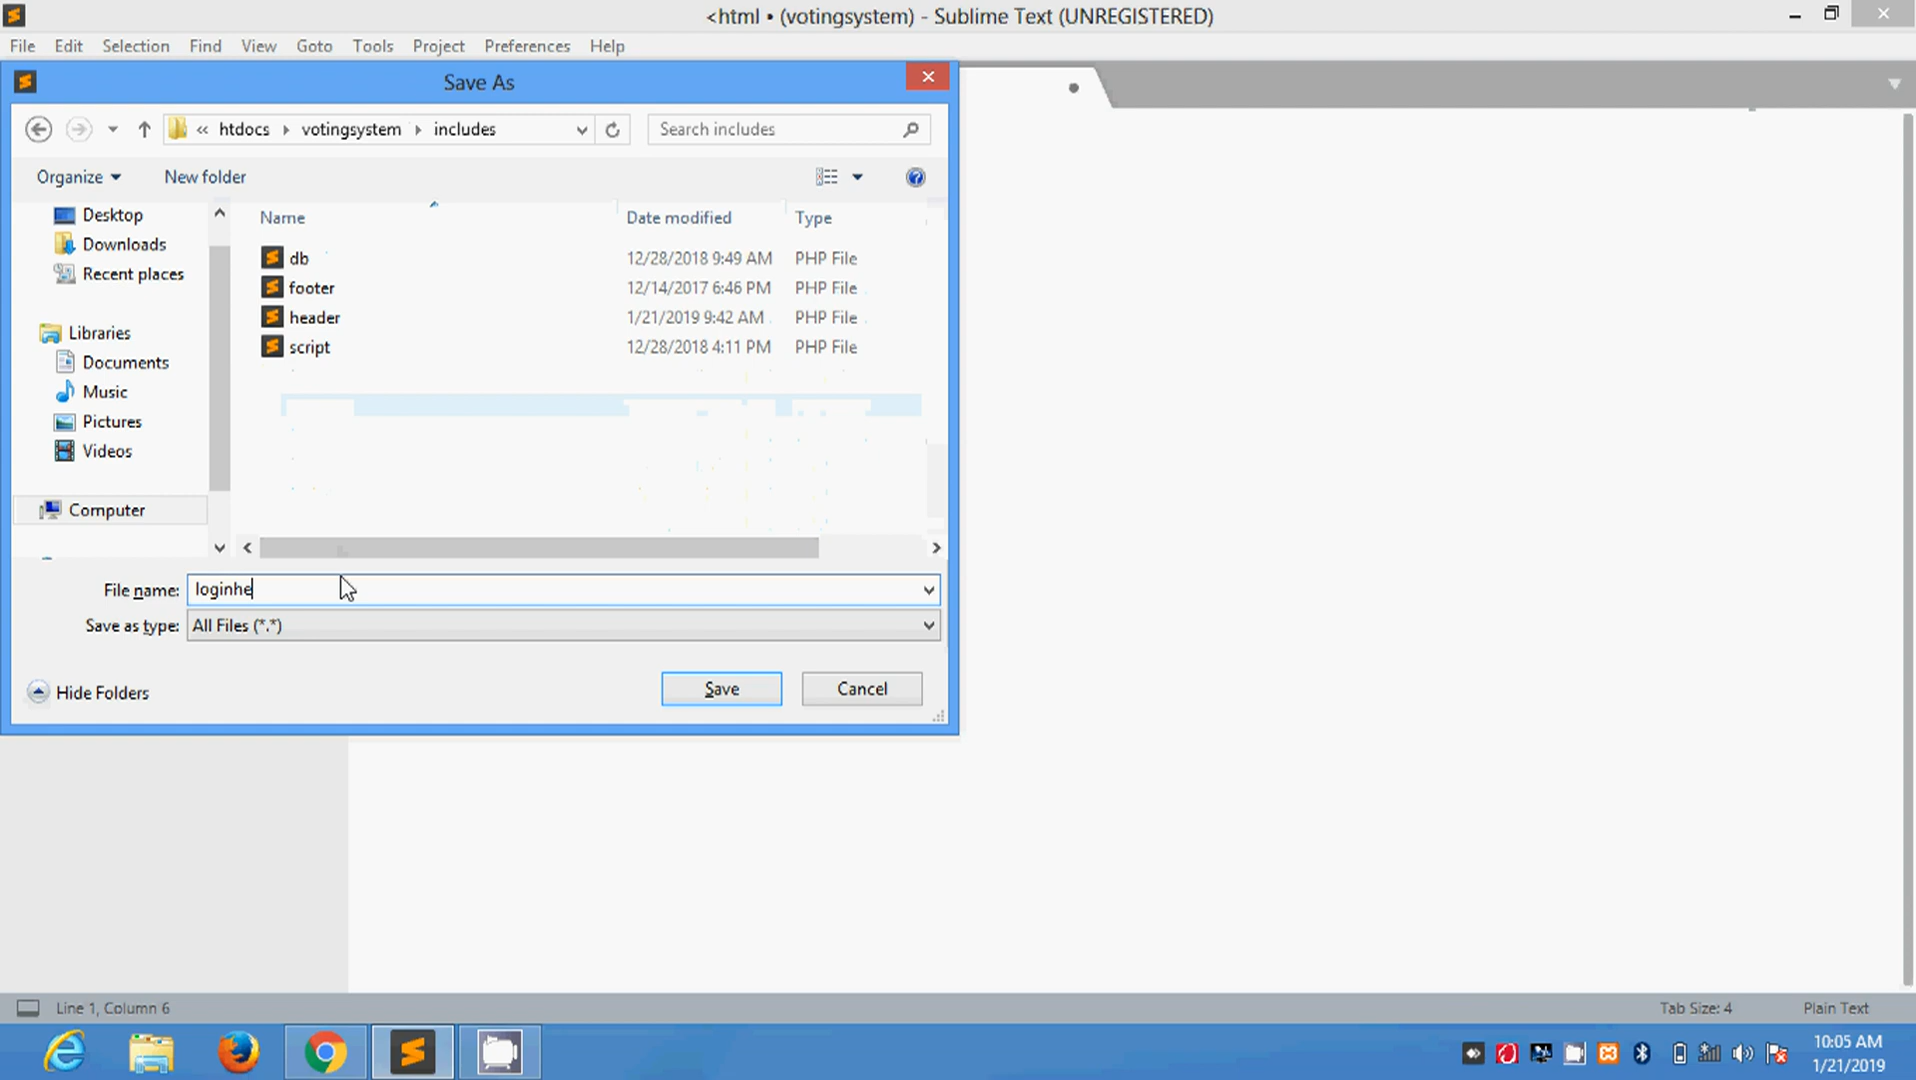 <html • (votingsystem) - Sublime Text (UNREGISTERED)
File Edit Selection Find View Goto Tools Project Preferences Help
Save As
« htdocs votingsystem includes
Search includes
Organize New folder
Name Date modified Type
db 12/28/2018 9:49 AM PHP File
footer 12/14/2017 6:46 PM PHP File
header 1/21/2019 9:42 AM PHP File
script 12/28/2018 4:11 PM PHP File
Desktop
Downloads
Recent places
Libraries
Documents
Music
Pictures
Videos
Computer
File name: loginhe
Save as type: All Files (*.*)
Hide Folders
Save Cancel
Line 1, Column 6
Tab Size: 4 Plain Text
10:05 AM
1/21/2019